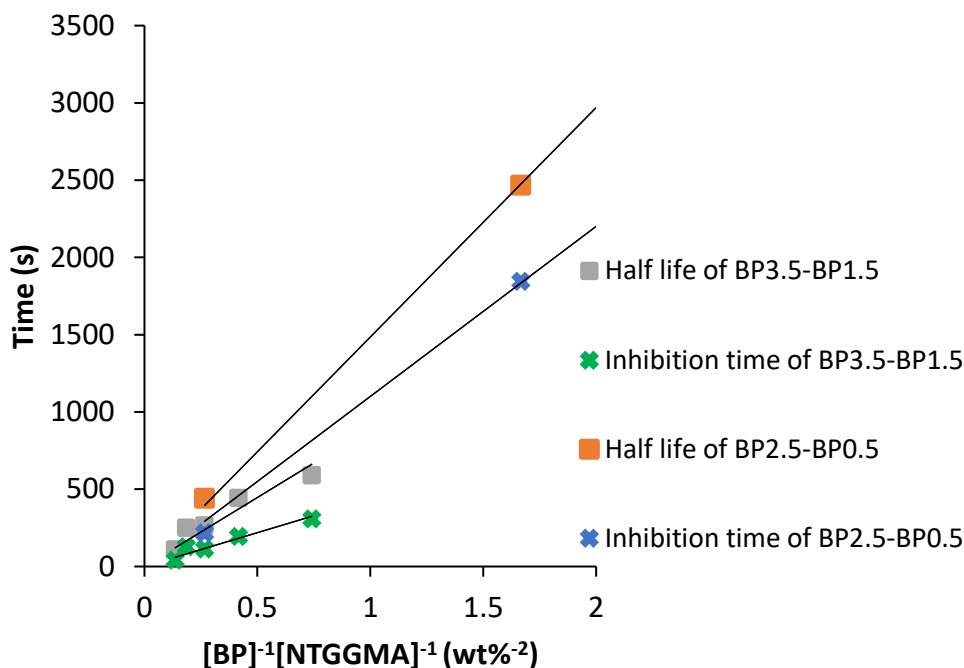 3500
3000
2500
2000
1500
1000
500
0
Time (s)
0
0.5
1
1.5
2
[BP]⁻¹[NTGGMA]⁻¹ (wt%⁻²)
Half life of BP3.5-BP1.5
Inhibition time of BP3.5-BP1.5
Half life of BP2.5-BP0.5
Inhibition time of BP2.5-BP0.5